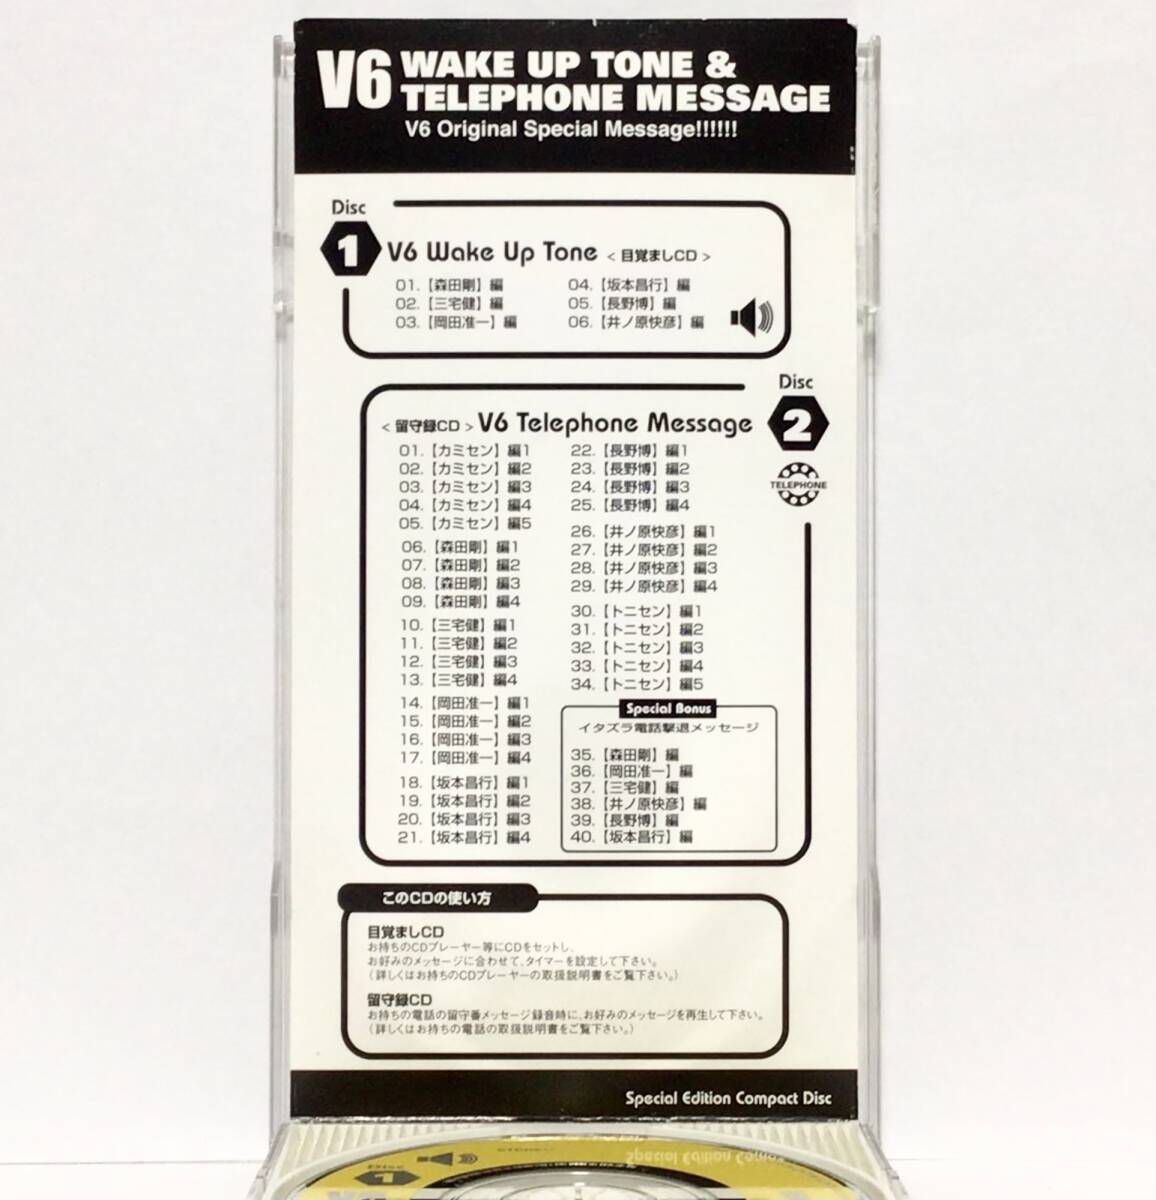 V6 WAKE UP TONE &
TELEPHONE MESSAGE
V6 Original Special Message!!!!!!
Disc
1
V6 Wake Up Tone <目覚ましCD>
01.【森田剛】編
02.【三宅健】編
03.【岡田准一】編
04.【坂本昌行】編
05.【長野博】編
06.【井ノ原快彦】編
Disc
2
TELEPHONE
<留守録CD> V6 Telephone Message
01.【カミセン】編1
02.【カミセン】編2
03.【カミセン】編3
04.【カミセン】編4
05.【カミセン】編5
06.【森田剛】編1
07.【森田剛】編2
08.【森田剛】編3
09.【森田剛】編4
10.【三宅健】編1
11.【三宅健】編2
12.【三宅健】編3
13.【三宅健】編4
14.【岡田准一】編1
15.【岡田准一】編2
16.【岡田准一】編3
17.【岡田准一】編4
18.【坂本昌行】編1
19.【坂本昌行】編2
20.【坂本昌行】編3
21.【坂本昌行】編4
22.【長野博】編1
23.【長野博】編2
24.【長野博】編3
25.【長野博】編4
26.【井ノ原快彦】編1
27.【井ノ原快彦】編2
28.【井ノ原快彦】編3
29.【井ノ原快彦】編4
30.【トニセン】編1
31.【トニセン】編2
32.【トニセン】編3
33.【トニセン】編4
34.【トニセン】編5
Special Bonus
イタズラ電話撃退メッセージ
35.【森田剛】編
36.【岡田准一】編
37.【三宅健】編
38.【井ノ原快彦】編
39.【長野博】編
40.【坂本昌行】編
このCDの使い方
目覚ましCD
お持ちのCDプレーヤー等にCDをセットし、
お好みのメッセージに合わせて、タイマーを設定して下さい。
(詳しくはお持ちのCDプレーヤーの取扱説明書をご覧下さい。)
留守録CD
お持ちの電話の留守番メッセージ録音時に、お好みのメッセージを再生して下さい。
(詳しくはお持ちの電話の取扱説明書をご覧下さい。)
Special Edition Compact Disc
Disc
1
V6